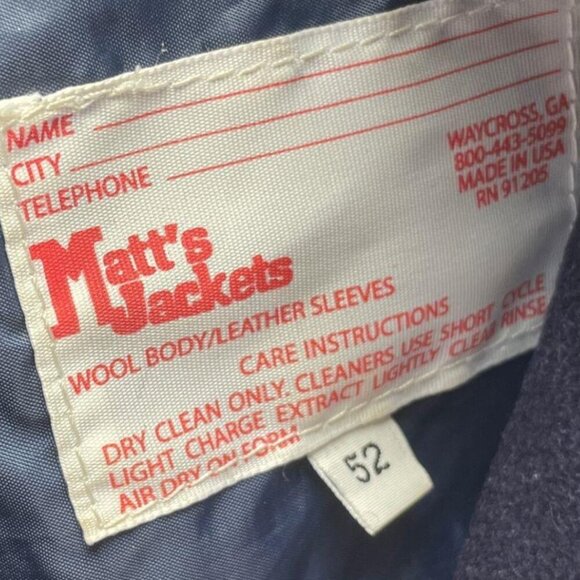 NAME
CITY
TELEPHONE
WAYCROSS, GA
800-443-5099
MADE IN USA
RN 91205
Matt's
Jackets
WOOL BODY/LEATHER SLEEVES
CARE INSTRUCTIONS
DRY CLEAN ONLY. CLEANERS USE SHORT CYCLE
LIGHT CHARGE EXTRACT LIGHTLY CLEAR RINSE
AIR DRY ON FORM
52